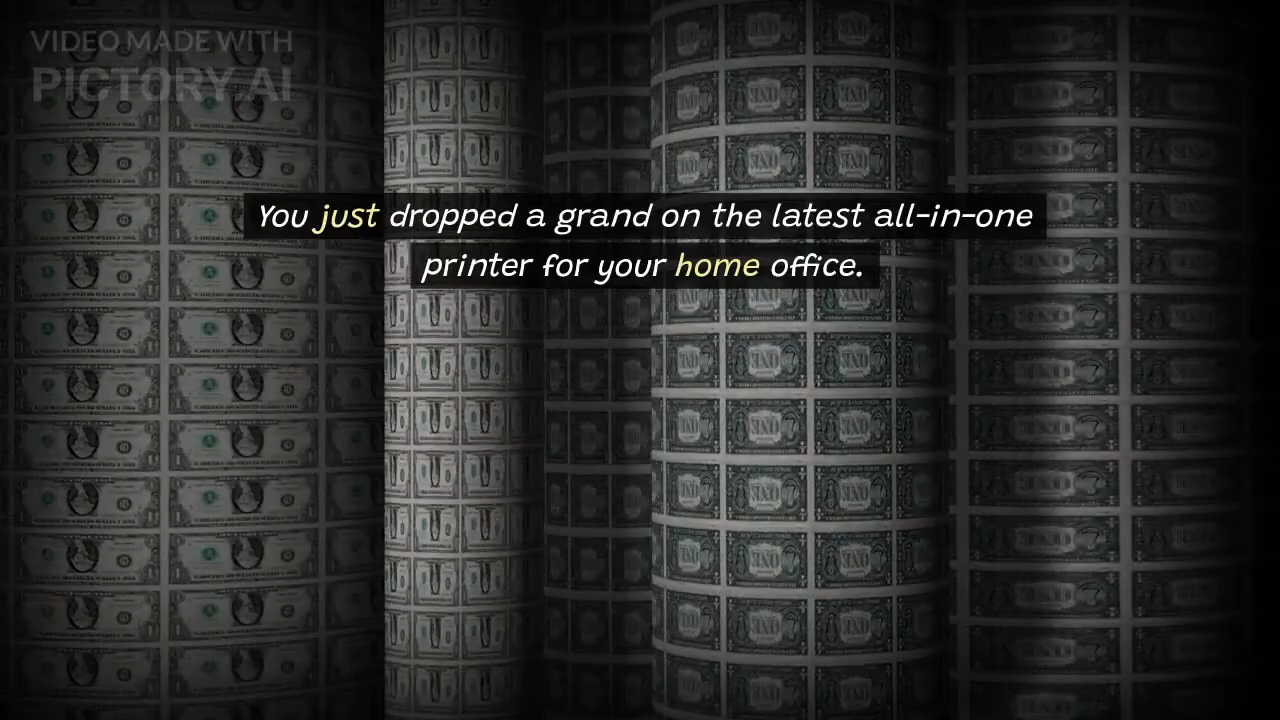 VIDEO MADE WITH
PICTORY AI
You just dropped a grand on the latest all-in-one
printer for your home office.